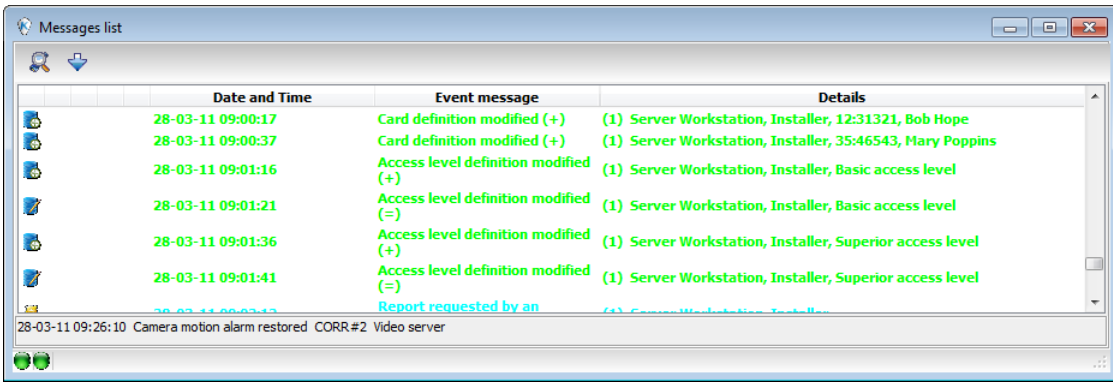 Messages list
Date and Time Event message Details
28-03-11 09:00:17 Card definition modified (+) (1) Server Workstation, Installer, 12:31321, Bob Hope
28-03-11 09:00:37 Card definition modified (+) (1) Server Workstation, Installer, 35:46543, Mary Poppins
28-03-11 09:01:16 Access level definition modified (+) (1) Server Workstation, Installer, Basic access level
28-03-11 09:01:21 Access level definition modified (=) (1) Server Workstation, Installer, Basic access level
28-03-11 09:01:36 Access level definition modified (+) (1) Server Workstation, Installer, Superior access level
28-03-11 09:01:41 Access level definition modified (=) (1) Server Workstation, Installer, Superior access level
Report requested by an (1) Server Workstation, Installer
28-03-11 09:26:10 Camera motion alarm restored CORR#2 Video server